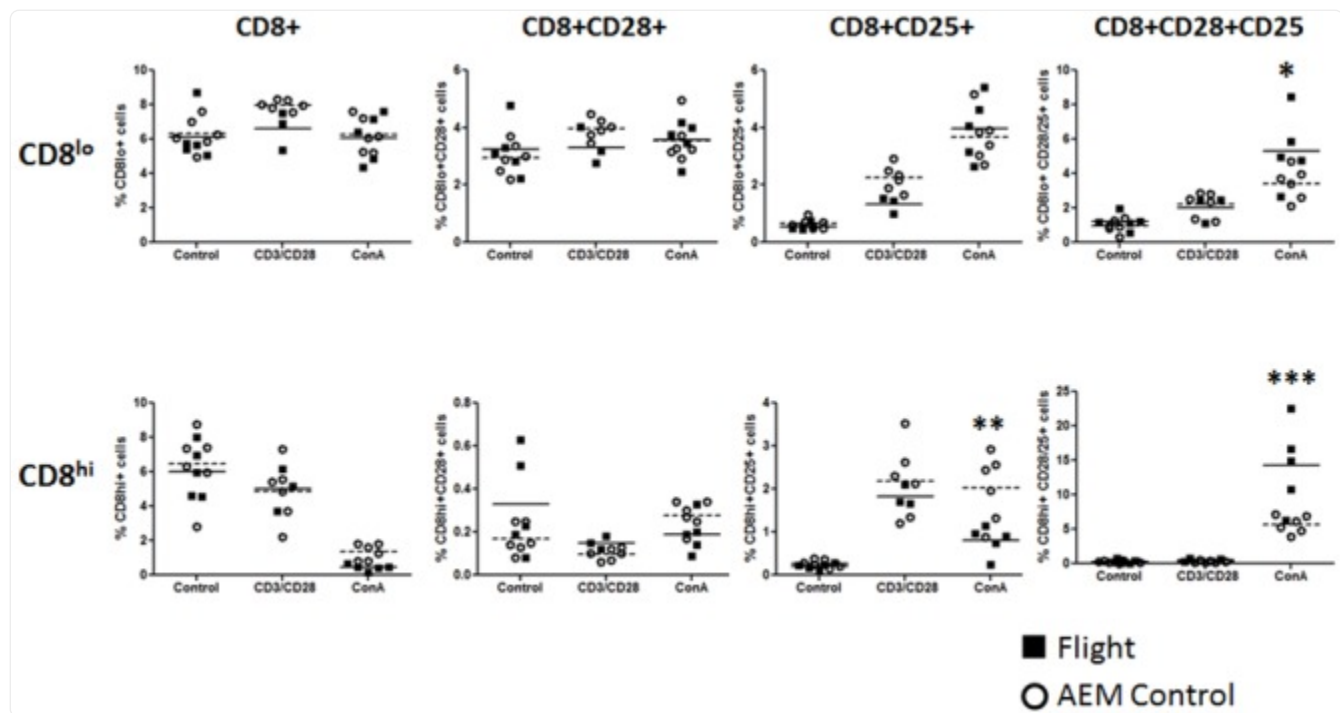 CD8+ CD8+CD28+ CD8+CD25+ CD8+CD28+CD25
CD8lo
% CD8lo+ cells
10
8
6
4
2
0
Control CD3/CD28 ConA
% CD8lo+CD28+ cells
6
4
2
0
Control CD3/CD28 ConA
% CD8lo+CD25+ cells
6
4
2
0
Control CD3/CD28 ConA
% CD8lo+ CD28/25+ cells
10
8
6
4
2
0
*
Control CD3/CD28 ConA
CD8hi
% CD8hi+ cells
10
8
6
4
2
0
Control CD3/CD28 ConA
% CD8hi+CD28+ cells
0.8
0.6
0.4
0.2
0.0
Control CD3/CD28 ConA
% CD8hi+CD25+ cells
4
3
2
1
0
**
Control CD3/CD28 ConA
% CD8hi+ CD28/25+ cells
25
20
15
10
5
0
***
Control CD3/CD28 ConA
Flight
AEM Control